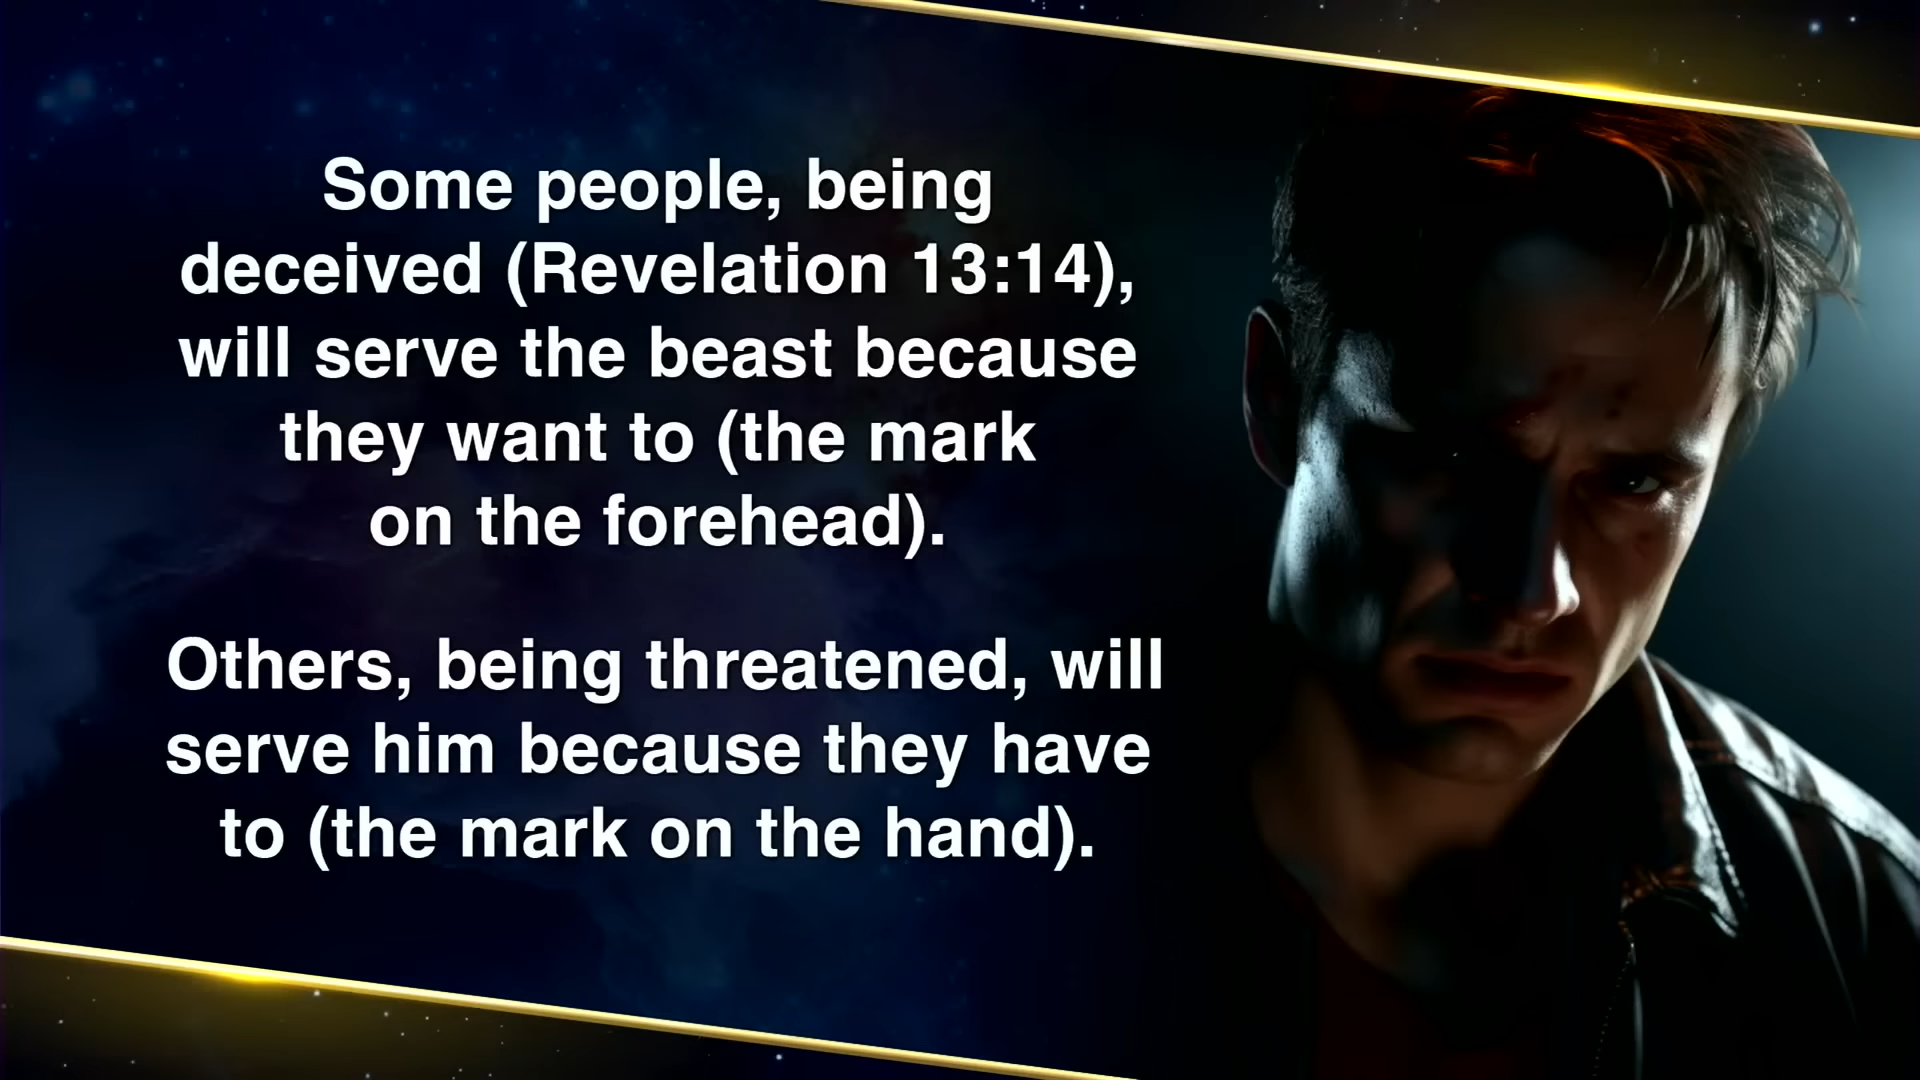 Some people, being
deceived (Revelation 13:14),
will serve the beast because
they want to (the mark
on the forehead).
Others, being threatened, will
serve him because they have
to (the mark on the hand).